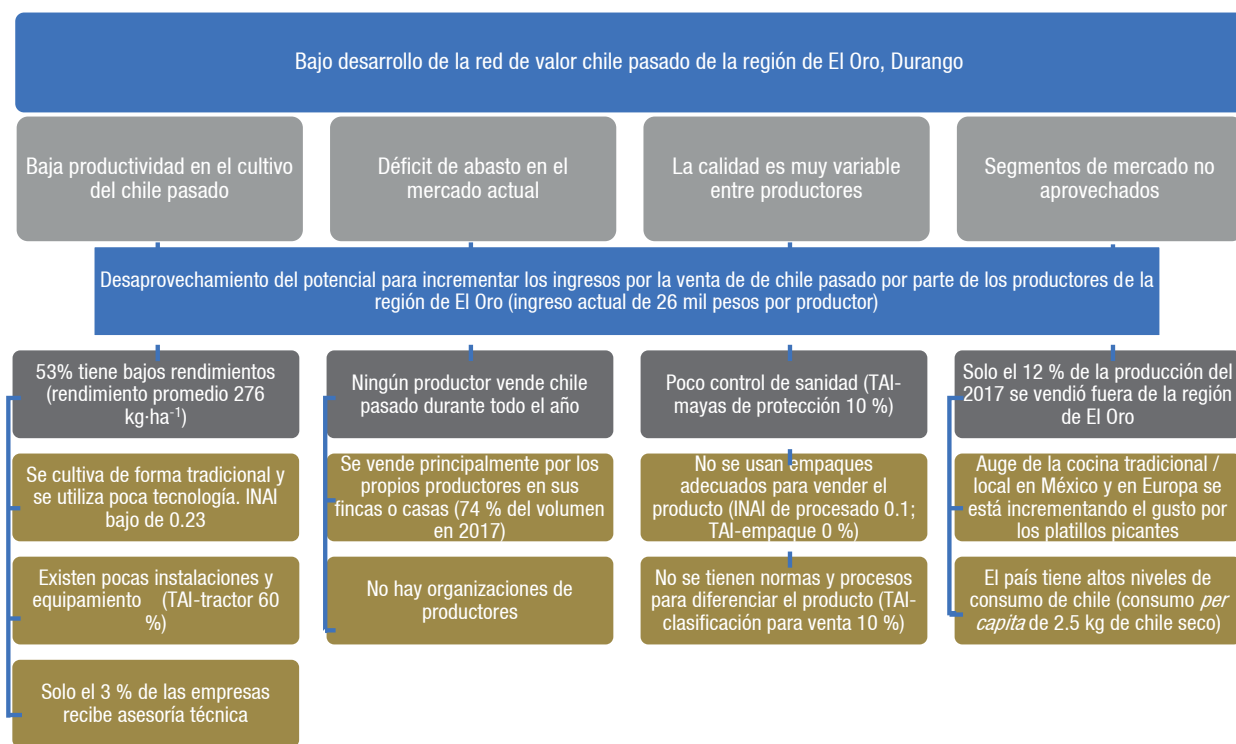 Bajo desarrollo de la red de valor chile pasado de la región de El Oro, Durango
Baja productividad en el cultivo
del chile pasado
Déficit de abasto en el
mercado actual
La calidad es muy variable
entre productores
Segmentos de mercado no
aprovechados
Desaprovechamiento del potencial para incrementar los ingresos por la venta de de chile pasado por parte de los productores de la
región de El Oro (ingreso actual de 26 mil pesos por productor)
53% tiene bajos rendimientos
(rendimiento promedio 276
kg·ha⁻¹)
Se cultiva de forma tradicional y
se utiliza poca tecnología. INAI
bajo de 0.23
Existen pocas instalaciones y
equipamiento (TAI-tractor 60
%)
Solo el 3 % de las empresas
recibe asesoría técnica
Ningún productor vende chile
pasado durante todo el año
Se vende principalmente por los
propios productores en sus
fincas o casas (74 % del volumen
en 2017)
No hay organizaciones de
productores
Poco control de sanidad (TAI-
mayas de protección 10 %)
No se usan empaques
adecuados para vender el
producto (INAI de procesado 0.1;
TAI-empaque 0 %)
No se tienen normas y procesos
para diferenciar el producto (TAI-
clasificación para venta 10 %)
Solo el 12 % de la producción del
2017 se vendió fuera de la región
de El Oro
Auge de la cocina tradicional /
local en México y en Europa se
está incrementando el gusto por
los platillos picantes
El país tiene altos niveles de
consumo de chile (consumo per
capita de 2.5 kg de chile seco)